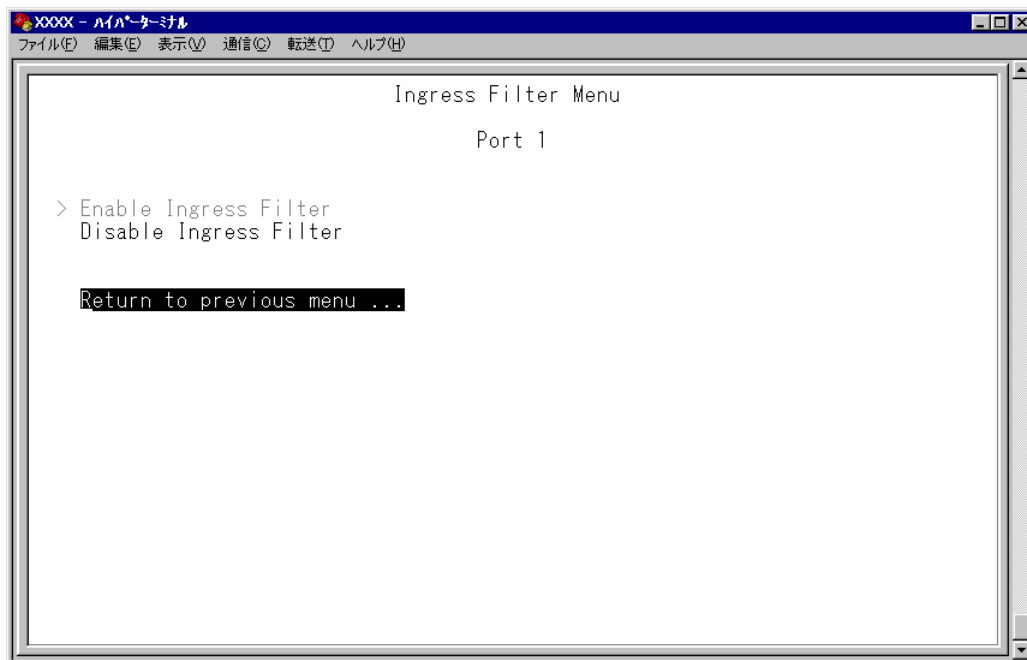 XXXX - ﾊｲﾊﾟｰﾀｰﾐﾅﾙ
ファイル(F) 編集(E) 表示(V) 通信(C) 転送(T) ヘルプ(H)
Ingress Filter Menu
Port 1
> Enable Ingress Filter
Disable Ingress Filter
Return to previous menu ...